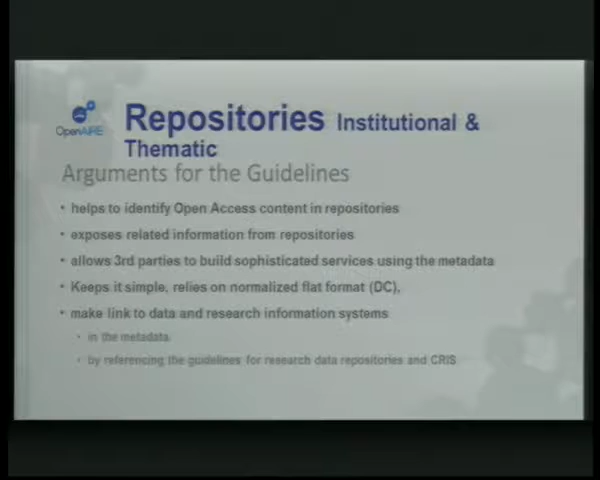 OpenAIRE
Repositories Institutional &
Thematic
Arguments for the Guidelines
• helps to identify Open Access content in repositories
• exposes related information from repositories
• allows 3rd parties to build sophisticated services using the metadata
• Keeps it simple, relies on normalized flat format (DC),
• make link to data and research information systems
• in the metadata
• by referencing the guidelines for research data repositories and CRIS